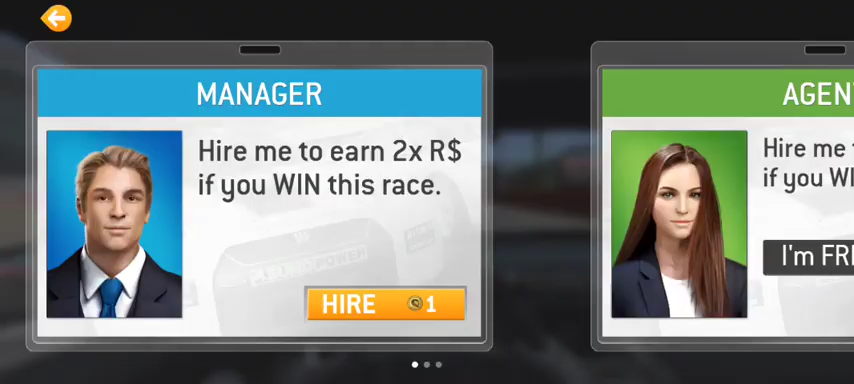 MANAGER
Hire me to earn 2x R$
if you WIN this race.
HIRE 1
AGEN
Hire me
if you WI
I'm FR